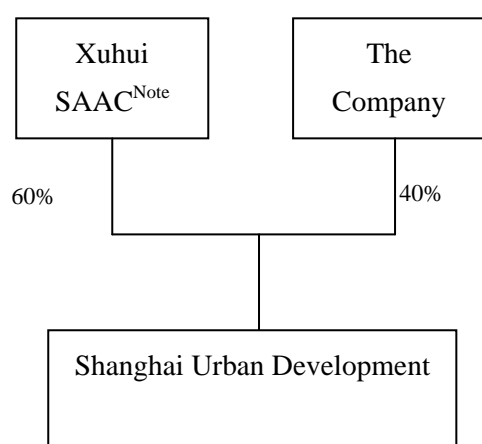 Xuhui
SAAC^Note
The
Company
60%
40%
Shanghai Urban Development